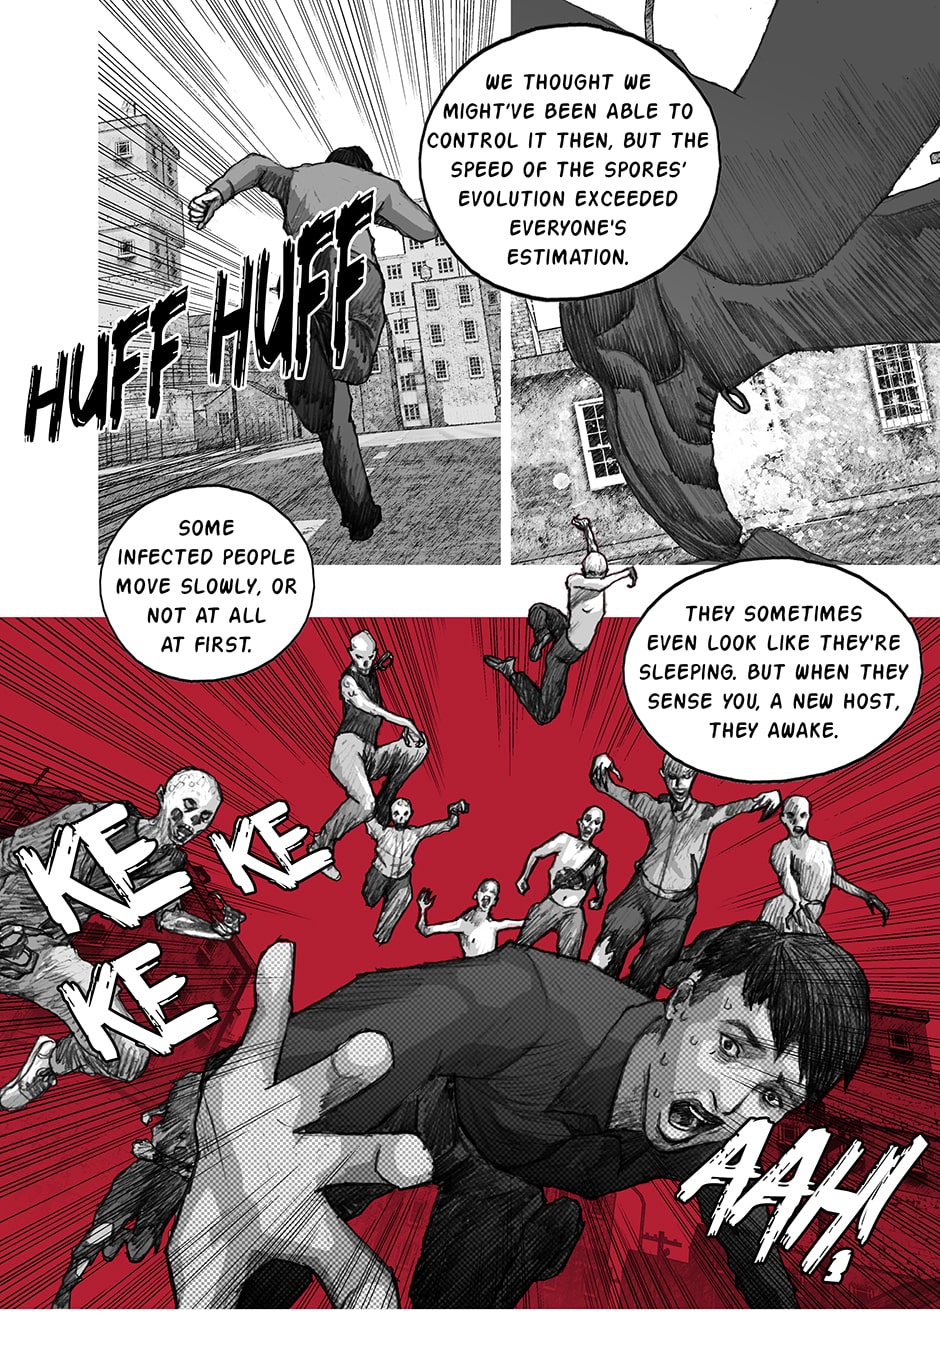 WE THOUGHT WE
MIGHT'VE BEEN ABLE TO
CONTROL IT THEN, BUT THE
SPEED OF THE SPORES'
EVOLUTION EXCEEDED
EVERYONE'S
ESTIMATION.
HUFF HUFF
SOME
INFECTED PEOPLE
MOVE SLOWLY, OR
NOT AT ALL
AT FIRST.
THEY SOMETIMES
EVEN LOOK LIKE THEY'RE
SLEEPING. BUT WHEN THEY
SENSE YOU, A NEW HOST,
THEY AWAKE.
KE
KE
KE
AAH!